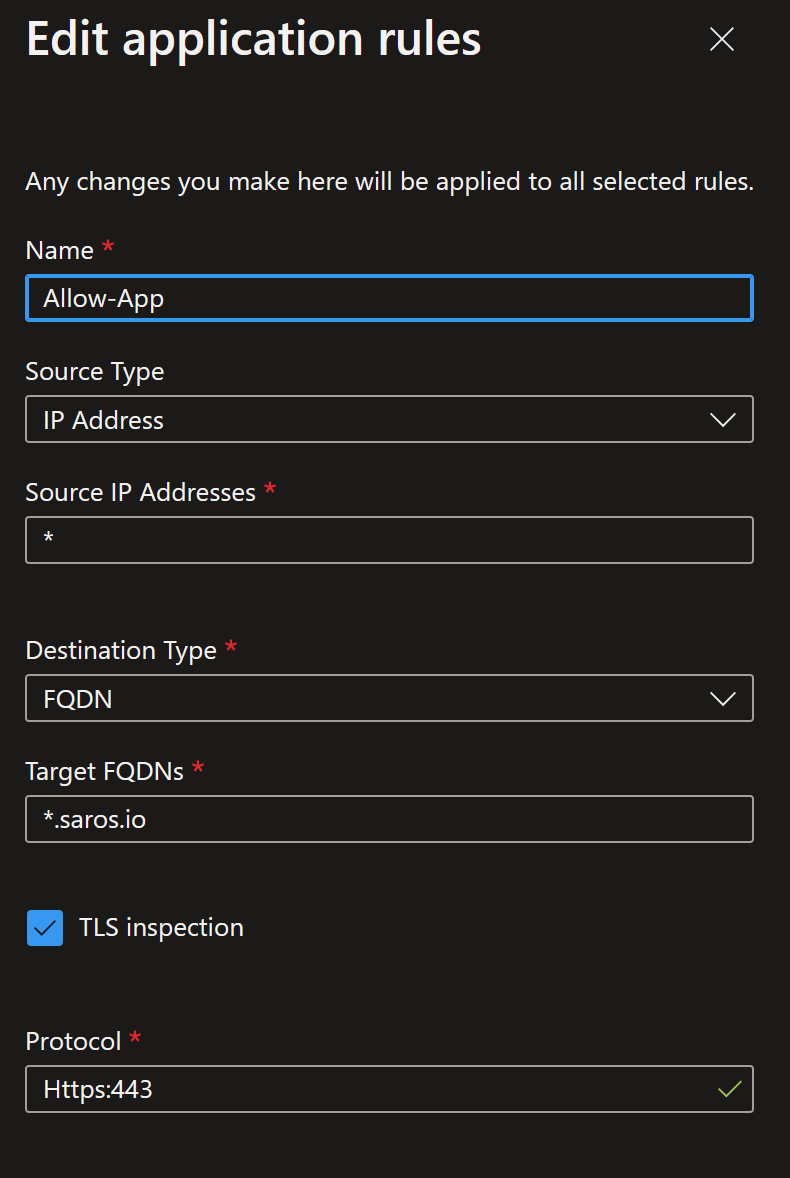 Edit application rules
Any changes you make here will be applied to all selected rules.
Name *
Allow-App
Source Type
IP Address
Source IP Addresses *
*
Destination Type *
FQDN
Target FQDNs *
*.saros.io
TLS inspection
Protocol *
Https:443